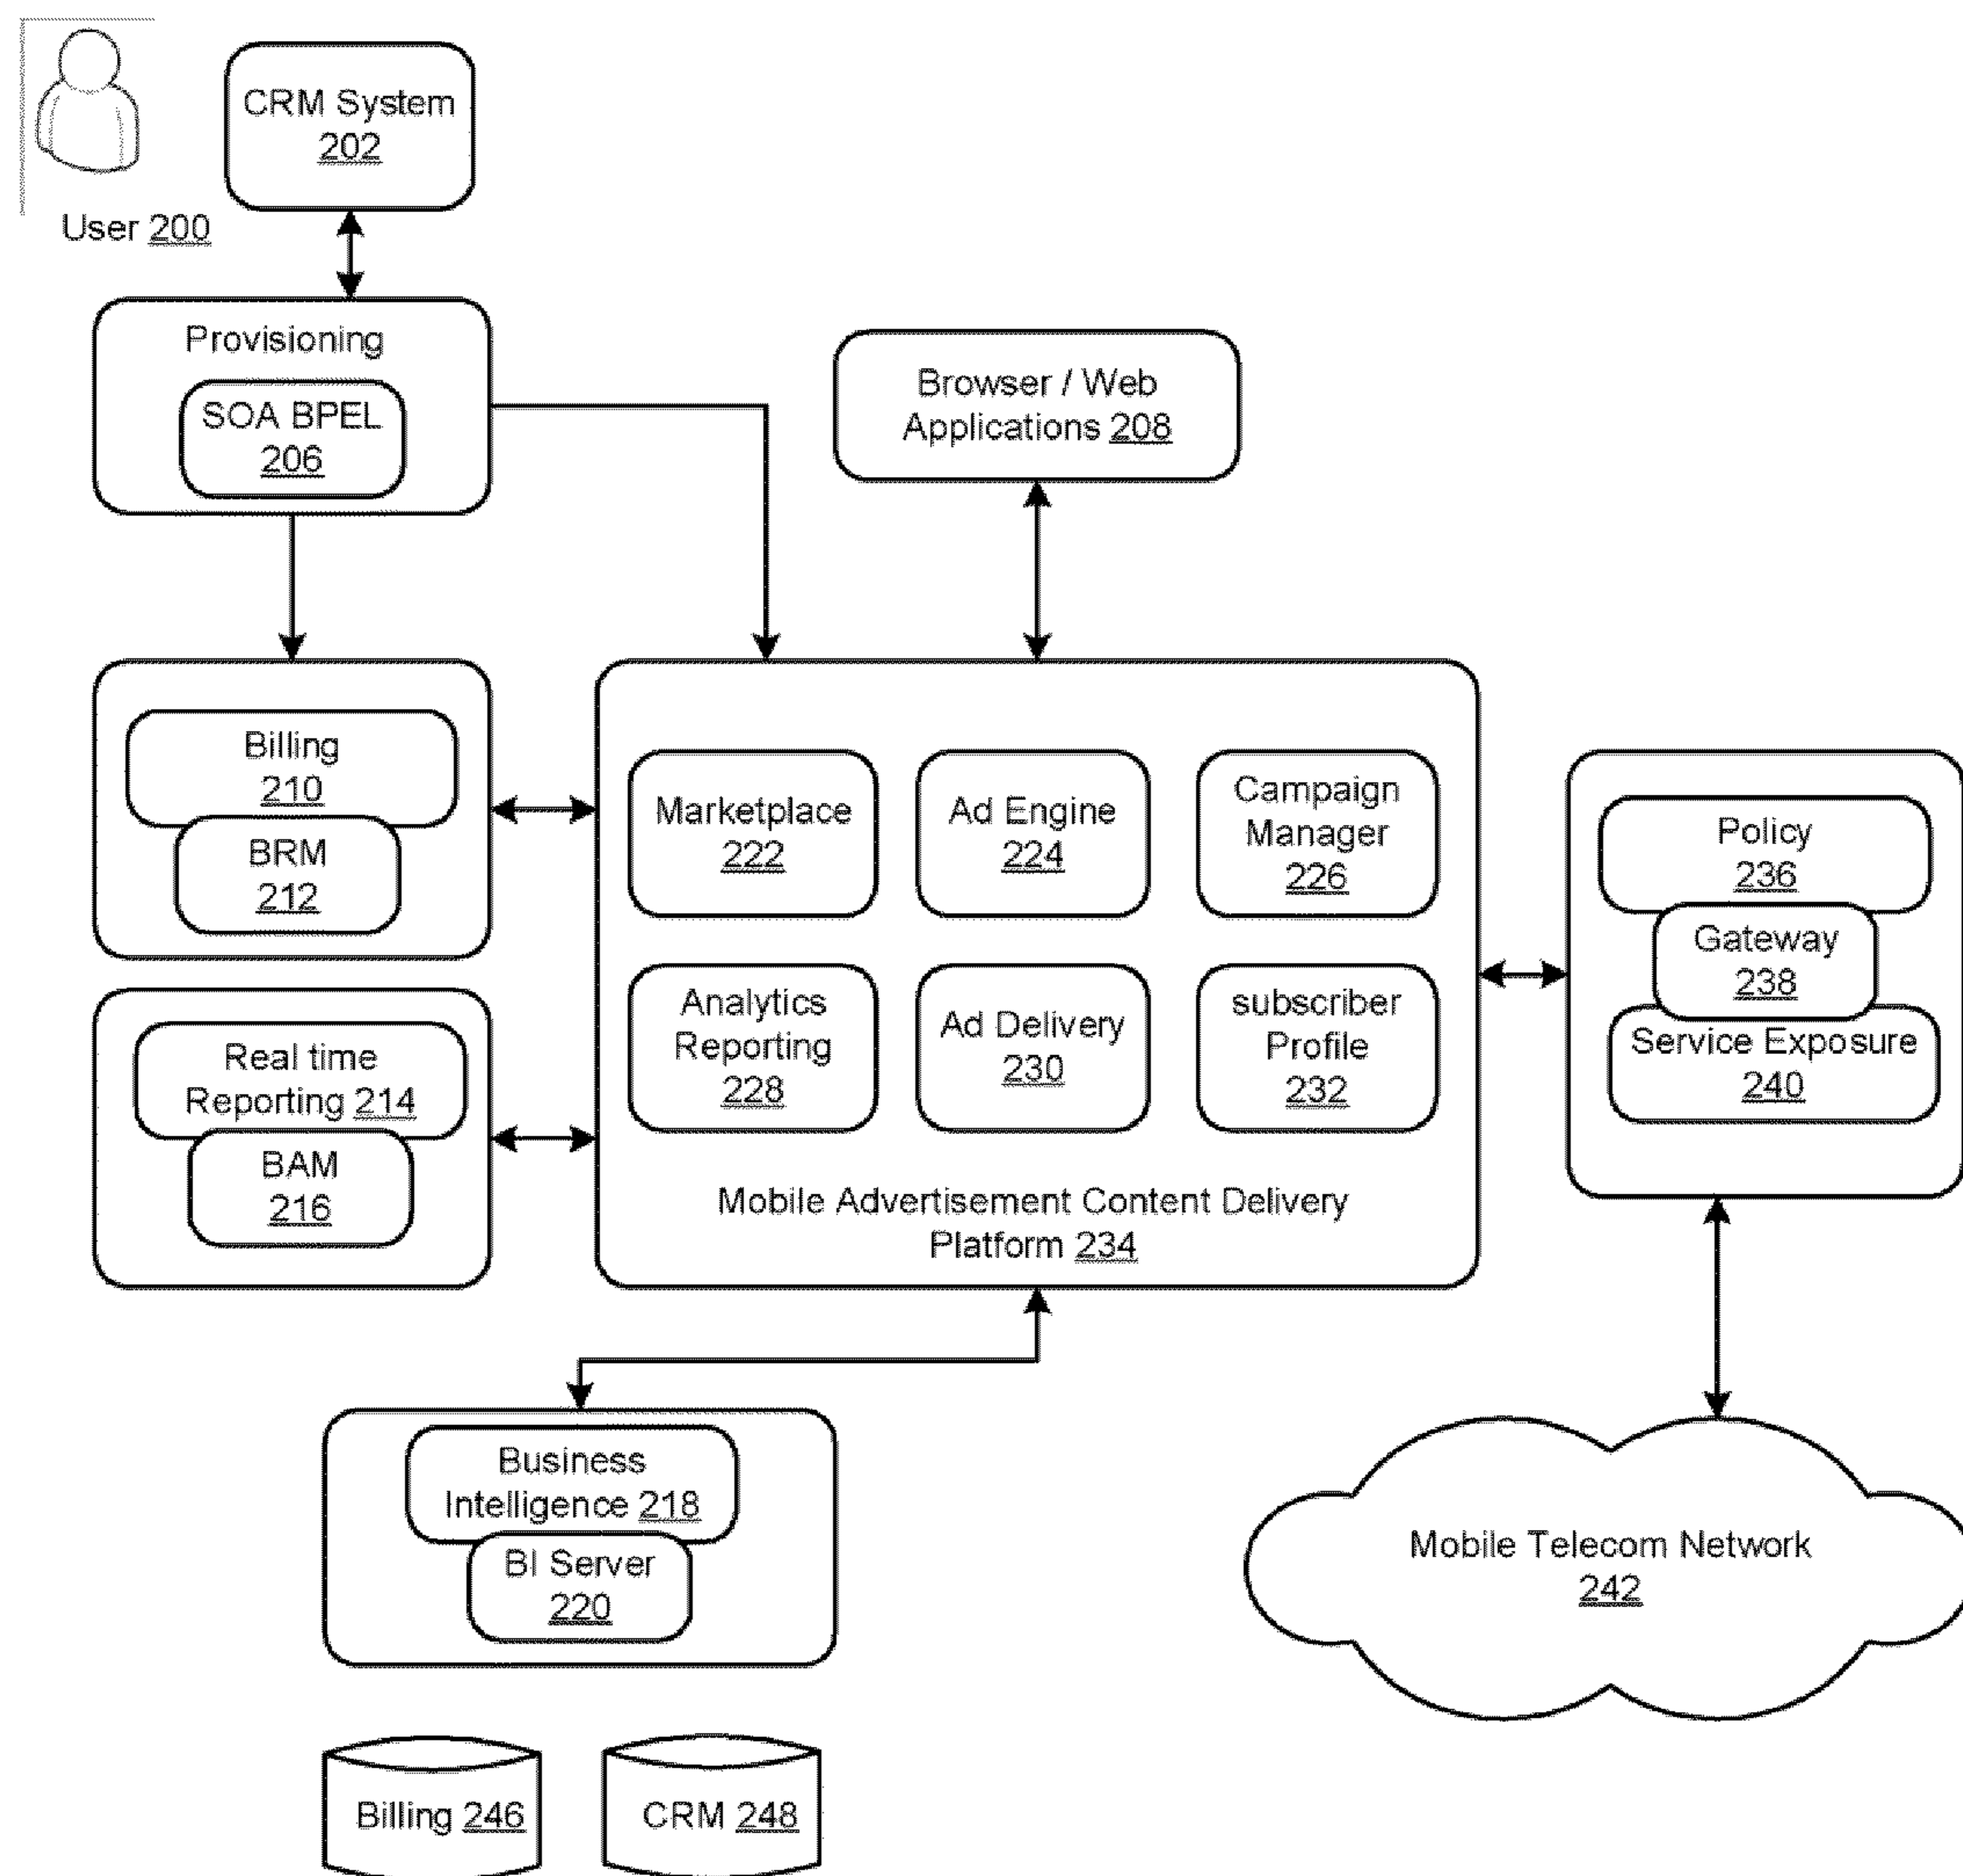 CRM System
202
User 200
Provisioning
SOA BPEL
206
Browser / Web
Applications 208
Billing
210
BRM
212
Real time
Reporting 214
BAM
216
Marketplace
222
Ad Engine
224
Campaign
Manager
226
Analytics
Reporting
228
Ad Delivery
230
subscriber
Profile
232
Mobile Advertisement Content Delivery
Platform 234
Policy
236
Gateway
238
Service Exposure
240
Business
Intelligence 218
BI Server
220
Mobile Telecom Network
242
Billing 246
CRM 248